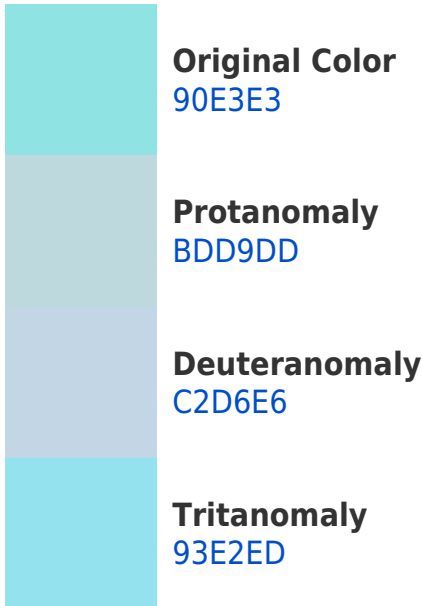 Original Color
90E3E3
Protanomaly
BDD9DD
Deuteranomaly
C2D6E6
Tritanomaly
93E2ED